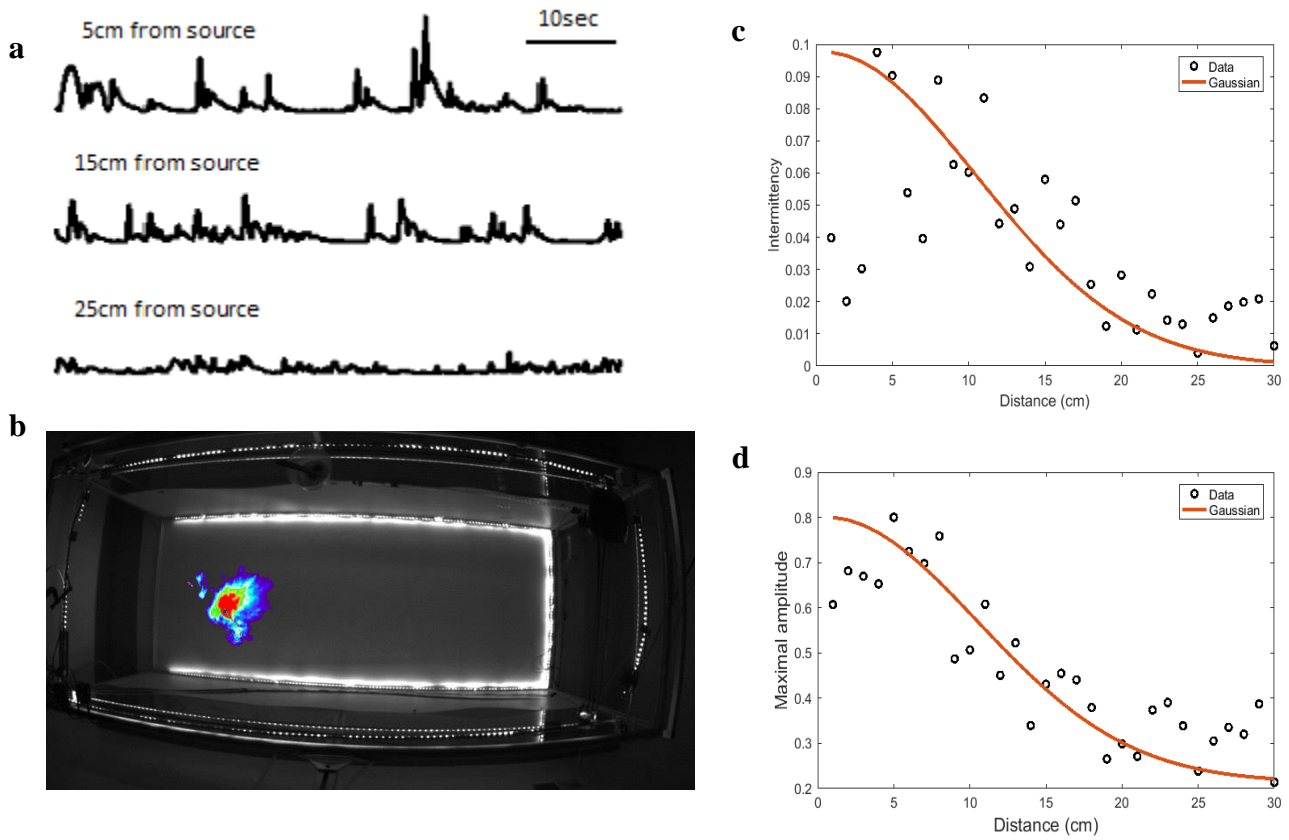 a
5cm from source
10sec
15cm from source
25cm from source
b
c
0.1
0.09
0.08
0.07
0.06
0.05
0.04
0.03
0.02
0.01
0
Intermittency
Data
Gaussian
0 5 10 15 20 25 30
Distance (cm)
d
0.9
0.8
0.7
0.6
0.5
0.4
0.3
0.2
Maximal amplitude
Data
Gaussian
0 5 10 15 20 25 30
Distance (cm)